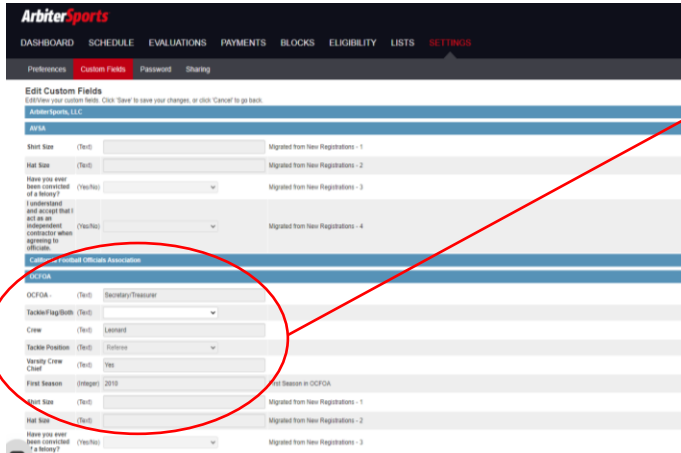 ArbiterSports
DASHBOARD SCHEDULE EVALUATIONS PAYMENTS BLOCKS ELIGIBILITY LISTS SETTINGS
Preferences Custom Fields Password Sharing
Edit Custom Fields
Edit/View your custom fields. Click 'Save' to save your changes, or click 'Cancel' to go back.
ArbiterSports, LLC
AVSA
Shirt Size (Text) Migrated from New Registrations - 1
Hat Size (Text) Migrated from New Registrations - 2
Have you ever
been convicted (Yes/No) Migrated from New Registrations - 3
of a felony?
I understand
and accept that I
act as an
independent (Yes/No) Migrated from New Registrations - 4
contractor when
agreeing to
officiate.
California Football Officials Association
OCFOA
OCFOA - (Text) Secretary/Treasurer
Tackle/Flag/Both (Text)
Crew (Text) Leonard
Tackle Position (Text) Referee
Varsity Crew
Chief (Text) Yes
First Season (Integer) 2010 First Season in OCFOA
Shirt Size (Text) Migrated from New Registrations - 1
Hat Size (Text) Migrated from New Registrations - 2
Have you ever
been convicted (Yes/No) Migrated from New Registrations - 3
of a felony?